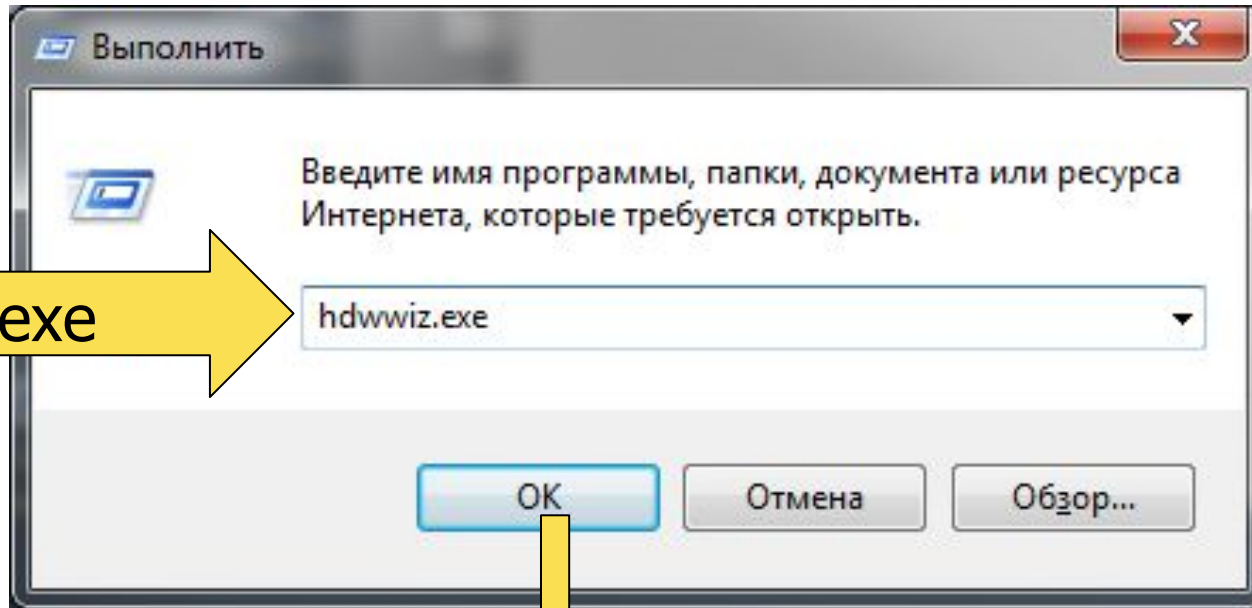 Выполнить
Введите имя программы, папки, документа или ресурса
Интернета, которые требуется открыть.
exe
hdwwiz.exe
OK
Отмена
Обзор...